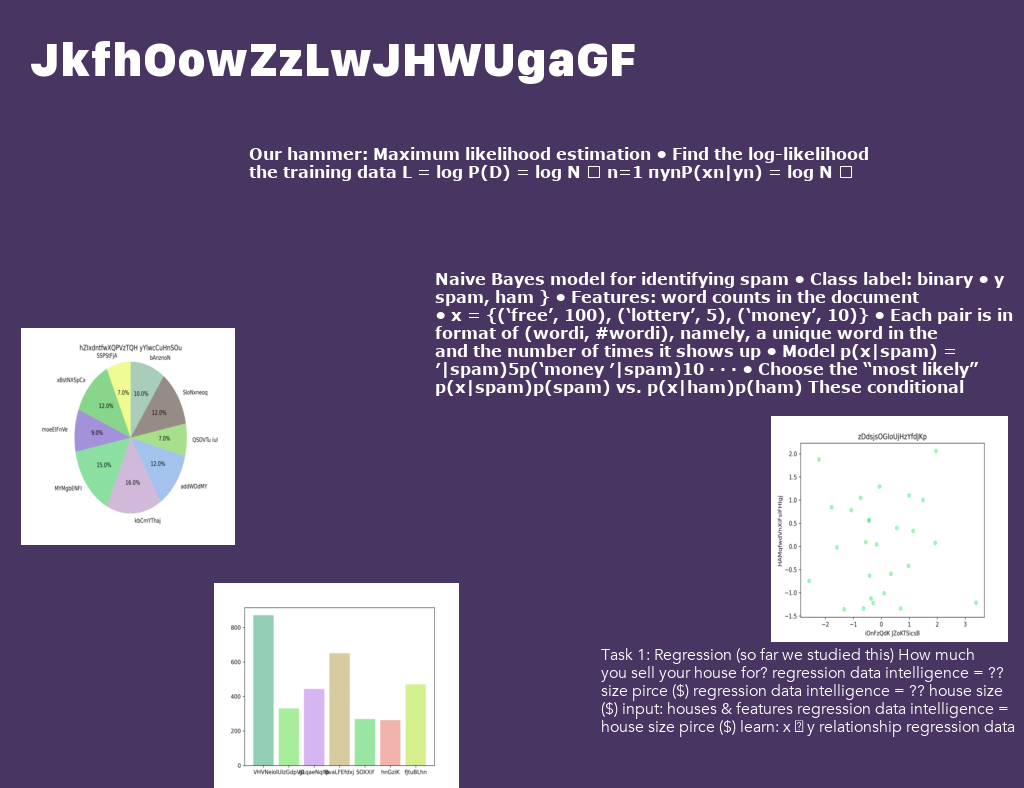 JkfhOowZzLwJHWUgaGF
Our hammer: Maximum likelihood estimation • Find the log-likelihood
the training data L = log P(D) = log N □ n=1 πynP(xn|yn) = log N □
Naive Bayes model for identifying spam • Class label: binary • y
spam, ham } • Features: word counts in the document
• x = {(‘free’, 100), (‘lottery’, 5), (‘money’, 10)} • Each pair is in
format of (wordi, #wordi), namely, a unique word in the
and the number of times it shows up • Model p(x|spam) =
’|spam)5p(‘money ’|spam)10 · · · • Choose the “most likely”
p(x|spam)p(spam) vs. p(x|ham)p(ham) These conditional
SSPStFjA
bAnznoN
xBstNXSpCx
SloNxneoq
moeEIFnVe
QSDVTu iul
MYMgbENFl
addWDdMY
kbCmYThaj
7.0%
10.0%
12.0%
12.0%
9.0%
7.0%
15.0%
12.0%
16.0%
zDdsjsOGloUjHzYfdJKp
2.0
1.5
1.0
0.5
0.0
−0.5
−1.0
−1.5
−2
−1
0
1
2
3
iOnFzQdK JZoKTSicsB
800
600
400
200
0
SOXXif
hnGziK
fJtuBLhn
Task 1: Regression (so far we studied this) How much
you sell your house for? regression data intelligence = ??
size pirce ($) regression data intelligence = ?? house size
($) input: houses & features regression data intelligence =
house size pirce ($) learn: x □ y relationship regression data